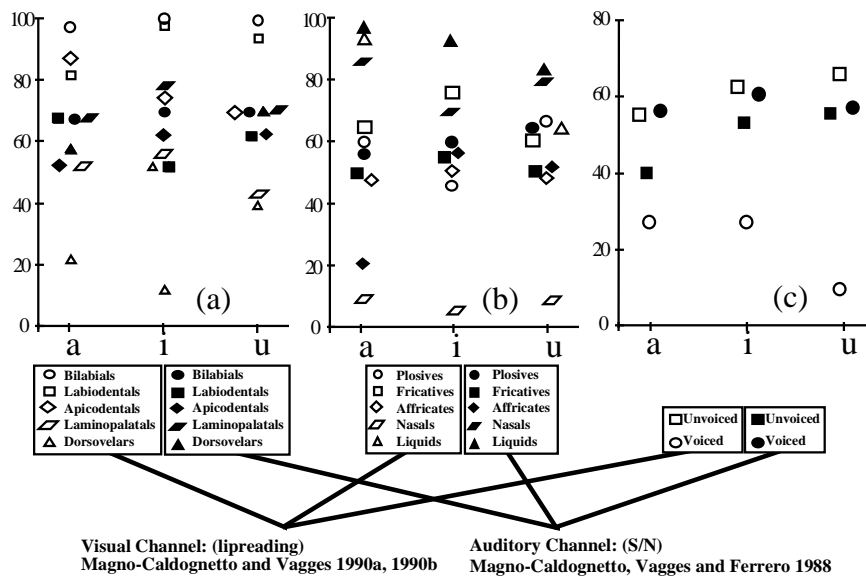 100
80
60
40
20
0
a i u
(a)
100
80
60
40
20
0
a i u
(b)
80
60
40
20
0
a i u
(c)
Bilabials
Labiodentals
Apicodentals
Laminopalatals
Dorsovelars
Bilabials
Labiodentals
Apicodentals
Laminopalatals
Dorsovelars
Plosives
Fricatives
Affricates
Nasals
Liquids
Plosives
Fricatives
Affricates
Nasals
Liquids
Unvoiced
Voiced
Unvoiced
Voiced
Visual Channel: (lipreading)
Magno-Caldognetto and Vagges 1990a, 1990b
Auditory Channel: (S/N)
Magno-Caldognetto, Vagges and Ferrero 1988